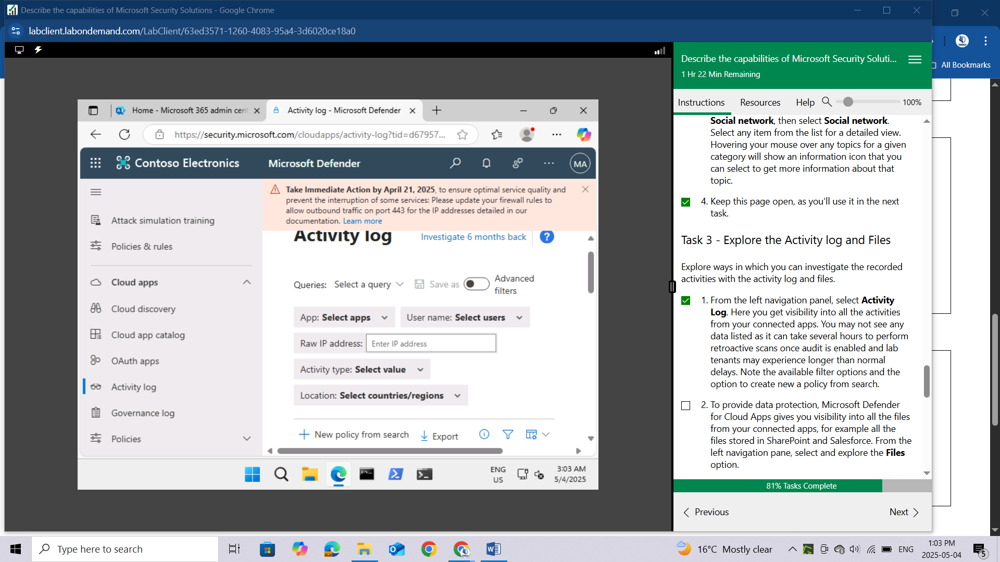 Describe the capabilities of Microsoft Security Solutions - Google Chrome
labclient.labondemand.com/LabClient/63ed3571-1260-4083-95a4-3d6020ce18a0
All Bookmarks
Describe the capabilities of Microsoft Security Soluti...
1 Hr 22 Min Remaining
Instructions
Resources
Help
100%
Home - Microsoft 365 admin cent
Activity log - Microsoft Defender
https://security.microsoft.com/cloudapps/activity-log?tid=d67957...
Contoso Electronics
Microsoft Defender
MA
Take Immediate Action by April 21, 2025, to ensure optimal service quality and
prevent the interruption of some services: Please update your firewall rules to
allow outbound traffic on port 443 for the IP addresses detailed in our
documentation. Learn more
Attack simulation training
Policies & rules
Cloud apps
Cloud discovery
Cloud app catalog
OAuth apps
Activity log
Governance log
Policies
Activity log
Investigate 6 months back
?
Queries: Select a query
Save as
Advanced
filters
App: Select apps
User name: Select users
Raw IP address: Enter IP address
Activity type: Select value
Location: Select countries/regions
New policy from search
Export
ENG
US
3:03 AM
5/4/2025
Social network, then select Social network.
Select any item from the list for a detailed view.
Hovering your mouse over any topics for a given
category will show an information icon that you
can select to get more information about that
topic.
4. Keep this page open, as you'll use it in the next
task.
Task 3 - Explore the Activity log and Files
Explore ways in which you can investigate the recorded
activities with the activity log and files.
1. From the left navigation panel, select Activity
Log. Here you get visibility into all the activities
from your connected apps. You may not see any
data listed as it can take several hours to perform
retroactive scans once audit is enabled and lab
tenants may experience longer than normal
delays. Note the available filter options and the
option to create new a policy from search.
2. To provide data protection, Microsoft Defender
for Cloud Apps gives you visibility into all the files
from your connected apps, for example all the
files stored in SharePoint and Salesforce. From the
left navigation pane, select and explore the Files
option.
81% Tasks Complete
Previous
Next
Type here to search
16°C Mostly clear
ENG
1:03 PM
2025-05-04
5